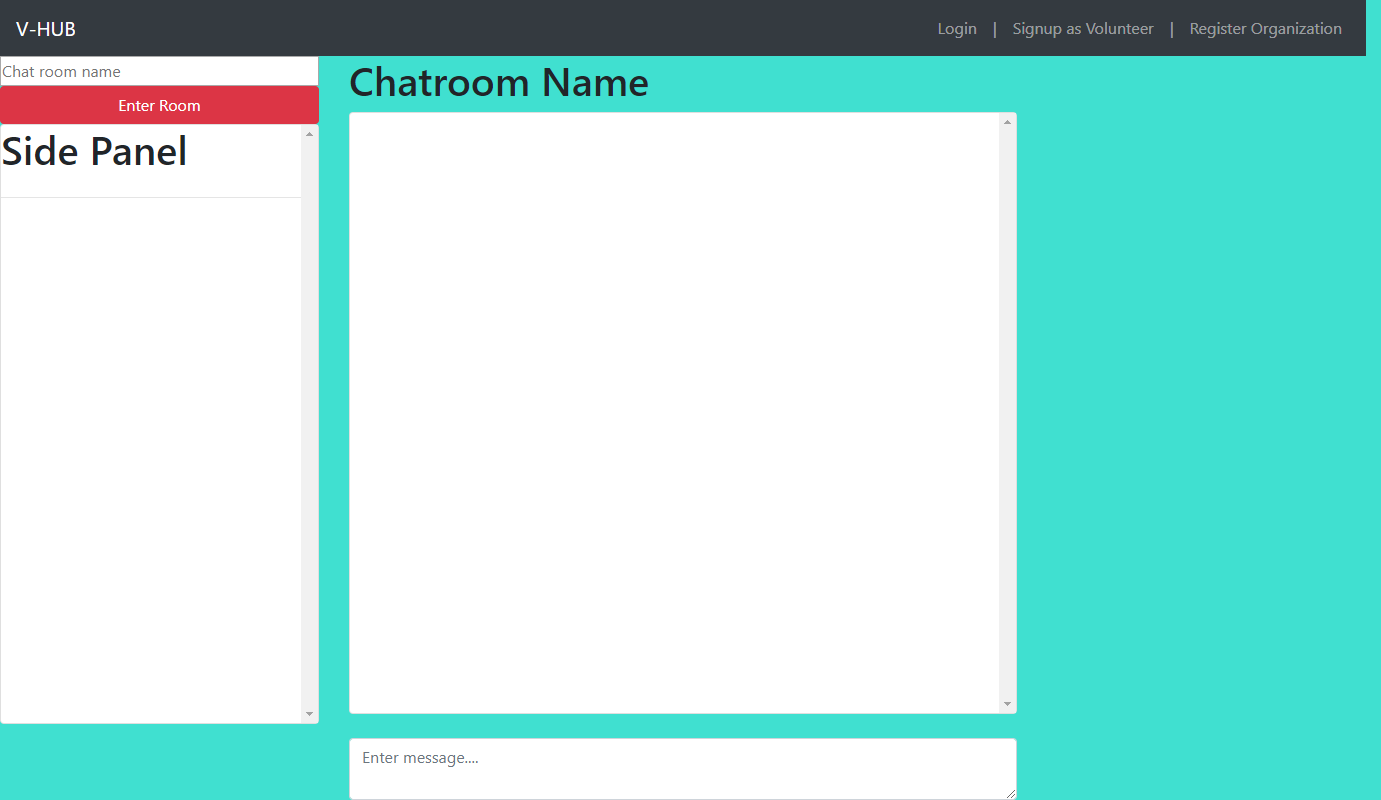 V-HUB
Login | Signup as Volunteer | Register Organization
Chat room name
Enter Room
Side Panel
Chatroom Name
Enter message....